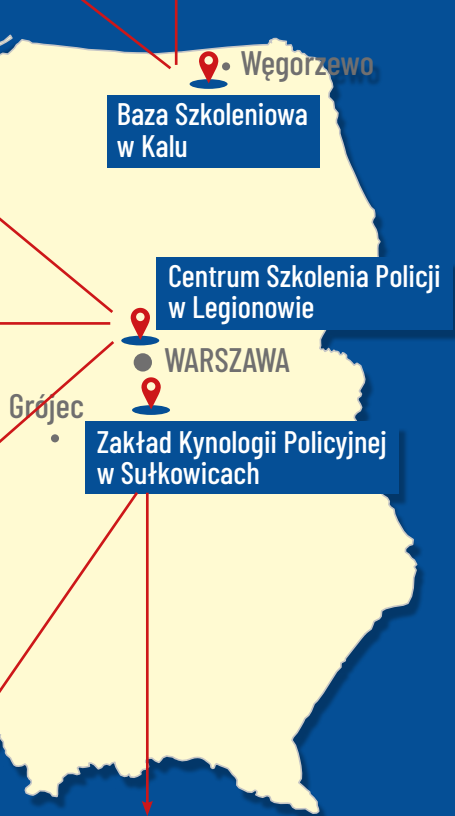 Węgorzewo
Baza Szkoleniowa
w Kalu
Centrum Szkolenia Policji
w Legionowie
WARSZAWA
Grójec
Zakład Kynologii Policyjnej
w Sułkowicach